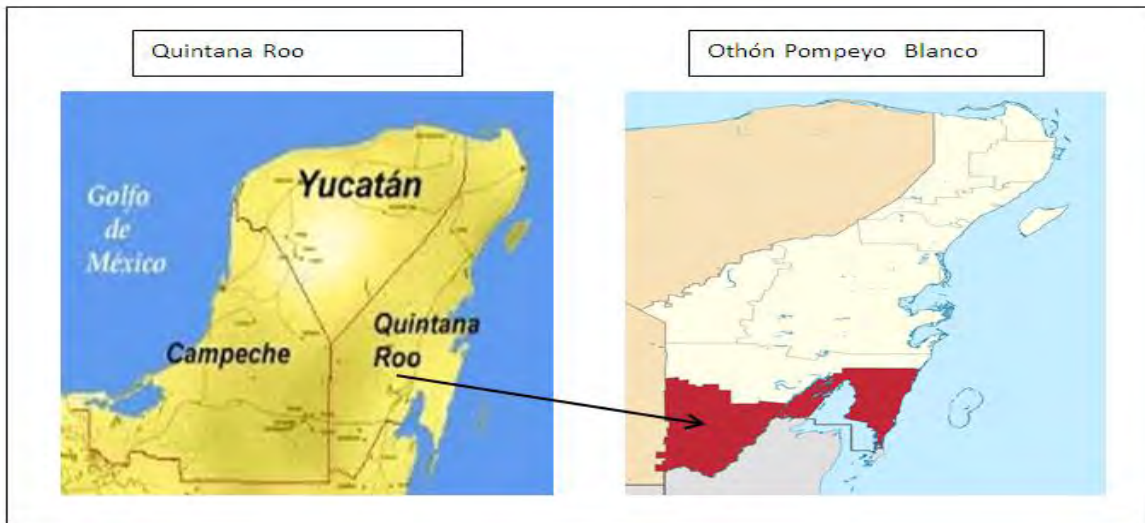 Quintana Roo
Othón Pompeyo Blanco
Golfo
de
México
Yucatán
Campeche
Quintana
Roo